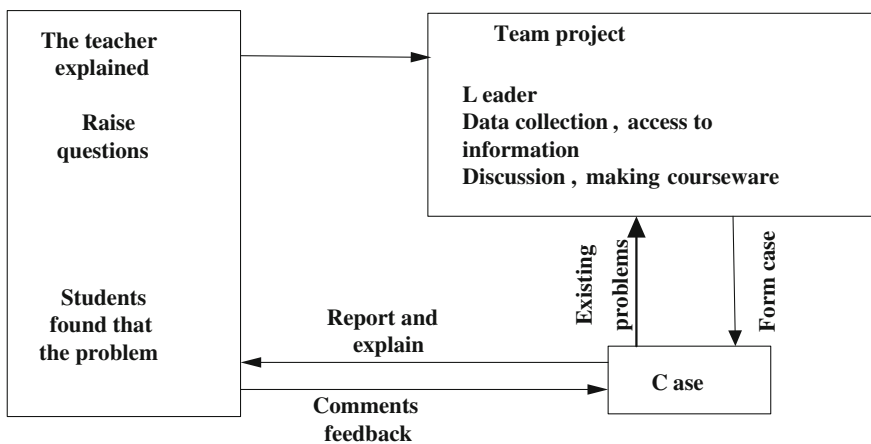 The teacher
explained
Raise
questions
Students
found that
the problem
Team project
L eader
Data collection , access to
information
Discussion , making courseware
Existing
problems
Form case
Report and
explain
C ase
Comments
feedback